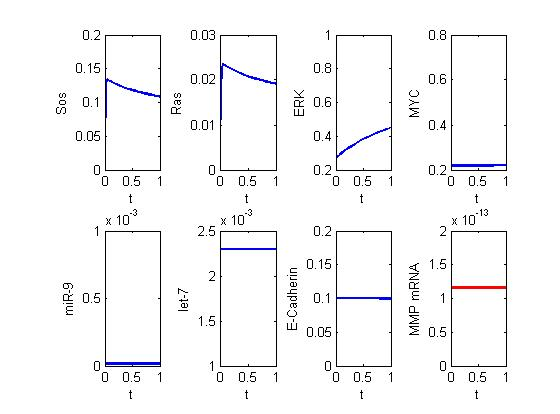 0.2
0.15
0.1
0.05
0
Sos
0 0.5 1
t
0.03
0.02
0.01
0
Ras
0 0.5 1
t
1
0.8
0.6
0.4
0.2
ERK
0 0.5 1
t
0.8
0.6
0.4
0.2
MYC
0 0.5 1
t
x 10^-3
1
0.5
0
miR-9
0 0.5 1
t
x 10^-3
2.5
2
1.5
1
let-7
0 0.5 1
t
0.2
0.15
0.1
0.05
0
E-Cadherin
0 0.5 1
t
x 10^-13
2
1.5
1
0.5
0
MMP mRNA
0 0.5 1
t